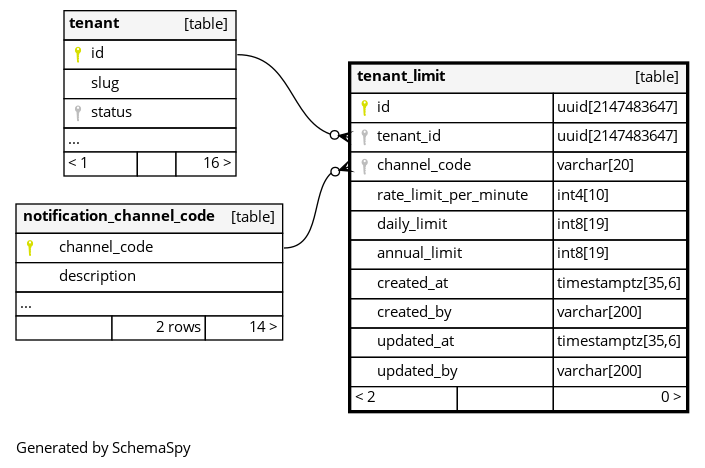 tenant [table]
id
slug
status
...
< 1 16 >
notification_channel_code [table]
channel_code
description
...
2 rows 14 >
tenant_limit [table]
id uuid[2147483647]
tenant_id uuid[2147483647]
channel_code varchar[20]
rate_limit_per_minute int4[10]
daily_limit int8[19]
annual_limit int8[19]
created_at timestamptz[35,6]
created_by varchar[200]
updated_at timestamptz[35,6]
updated_by varchar[200]
< 2 0 >
Generated by SchemaSpy